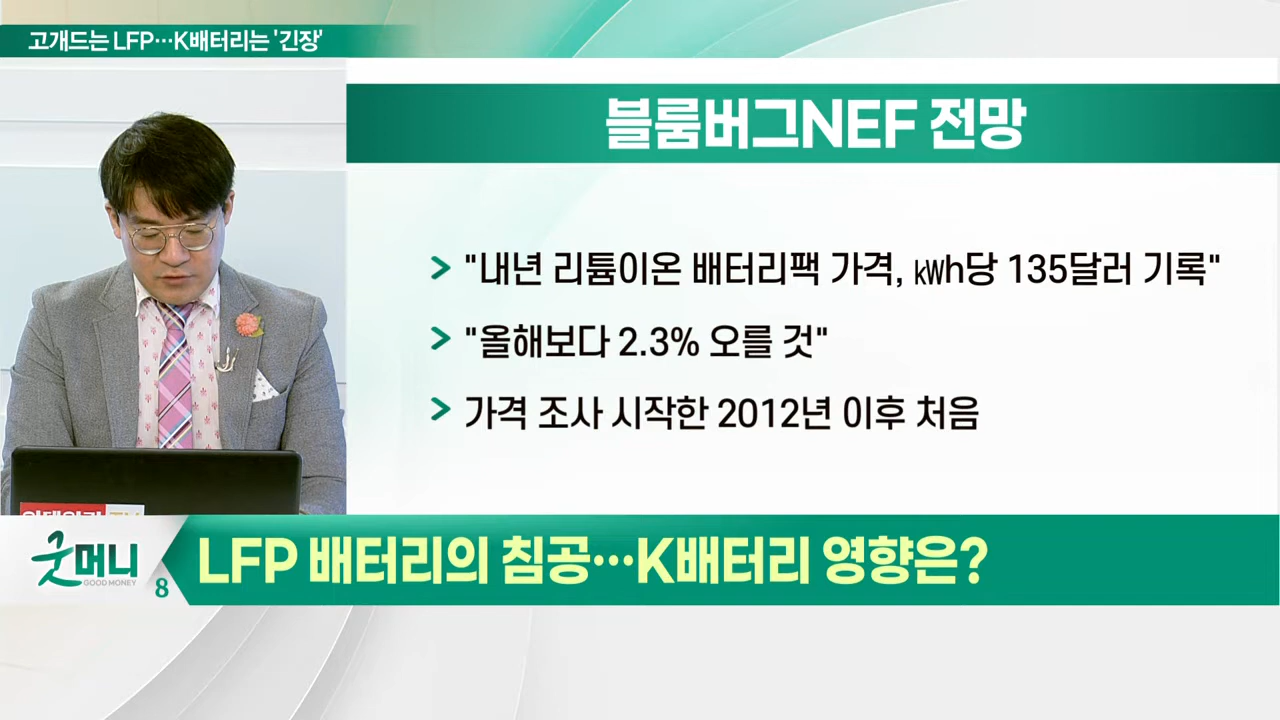 고개드는 LFP…K배터리는 '긴장'
블룸버그NEF 전망
> "내년 리튬이온 배터리팩 가격, ㎾h당 135달러 기록"
> "올해보다 2.3% 오를 것"
> 가격 조사 시작한 2012년 이후 처음
굿머니
GOOD MONEY
8
LFP 배터리의 침공…K배터리 영향은?